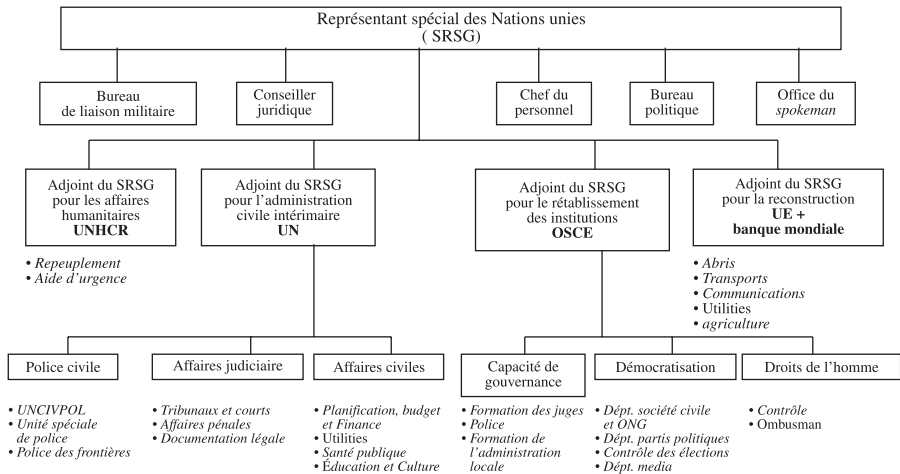 Représentant spécial des Nations unies
( SRSG)
Bureau
de liaison militaire
Conseiller
juridique
Chef du
personnel
Bureau
politique
Office du
spokeman
Adjoint du SRSG
pour les affaires
humanitaires
UNHCR
• Repeuplement
• Aide d'urgence
Adjoint du SRSG
pour l'administration
civile intérimaire
UN
Adjoint du SRSG
pour le rétablissement
des institutions
OSCE
Adjoint du SRSG
pour la reconstruction
UE +
banque mondiale
• Abris
• Transports
• Communications
• Utilities
• agriculture
Police civile
• UNCIVPOL
• Unité spéciale
de police
• Police des frontières
Affaires judiciaire
• Tribunaux et courts
• Affaires pénales
• Documentation légale
Affaires civiles
• Planification, budget
et Finance
• Utilities
• Santé publique
• Éducation et Culture
Capacité de
gouvernance
• Formation des juges
• Police
• Formation de
l'administration
locale
Démocratisation
• Dépt. société civile
et ONG
• Dépt. partis politiques
• Contrôle des élections
• Dépt. media
Droits de l'homme
• Contrôle
• Ombusman